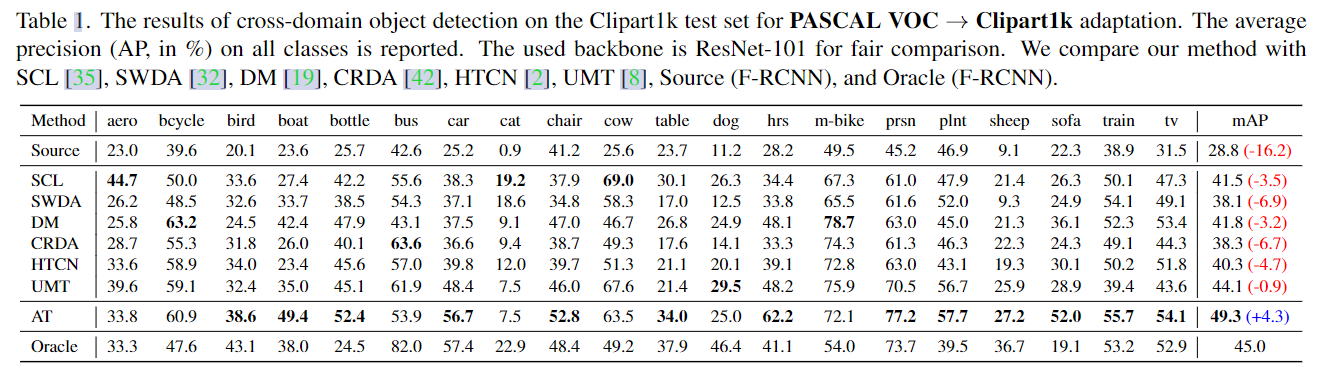 Table 1. The results of cross-domain object detection on the Clipart1k test set for PASCAL VOC → Clipart1k adaptation. The average
precision (AP, in %) on all classes is reported. The used backbone is ResNet-101 for fair comparison. We compare our method with
SCL [35], SWDA [32], DM [19], CRDA [42], HTCN [2], UMT [8], Source (F-RCNN), and Oracle (F-RCNN).
Method aero bcycle bird boat bottle bus car cat chair cow table dog hrs m-bike prsn plnt sheep sofa train tv mAP
Source 23.0 39.6 20.1 23.6 25.7 42.6 25.2 0.9 41.2 25.6 23.7 11.2 28.2 49.5 45.2 46.9 9.1 22.3 38.9 31.5 28.8 (-16.2)
SCL 44.7 50.0 33.6 27.4 42.2 55.6 38.3 19.2 37.9 69.0 30.1 26.3 34.4 67.3 61.0 47.9 21.4 26.3 50.1 47.3 41.5 (-3.5)
SWDA 26.2 48.5 32.6 33.7 38.5 54.3 37.1 18.6 34.8 58.3 17.0 12.5 33.8 65.5 61.6 52.0 9.3 24.9 54.1 49.1 38.1 (-6.9)
DM 25.8 63.2 24.5 42.4 47.9 43.1 37.5 9.1 47.0 46.7 26.8 24.9 48.1 78.7 63.0 45.0 21.3 36.1 52.3 53.4 41.8 (-3.2)
CRDA 28.7 55.3 31.8 26.0 40.1 63.6 36.6 9.4 38.7 49.3 17.6 14.1 33.3 74.3 61.3 46.3 22.3 24.3 49.1 44.3 38.3 (-6.7)
HTCN 33.6 58.9 34.0 23.4 45.6 57.0 39.8 12.0 39.7 51.3 21.1 20.1 39.1 72.8 63.0 43.1 19.3 30.1 50.2 51.8 40.3 (-4.7)
UMT 39.6 59.1 32.4 35.0 45.1 61.9 48.4 7.5 46.0 67.6 21.4 29.5 48.2 75.9 70.5 56.7 25.9 28.9 39.4 43.6 44.1 (-0.9)
AT 33.8 60.9 38.6 49.4 52.4 53.9 56.7 7.5 52.8 63.5 34.0 25.0 62.2 72.1 77.2 57.7 27.2 52.0 55.7 54.1 49.3 (+4.3)
Oracle 33.3 47.6 43.1 38.0 24.5 82.0 57.4 22.9 48.4 49.2 37.9 46.4 41.1 54.0 73.7 39.5 36.7 19.1 53.2 52.9 45.0